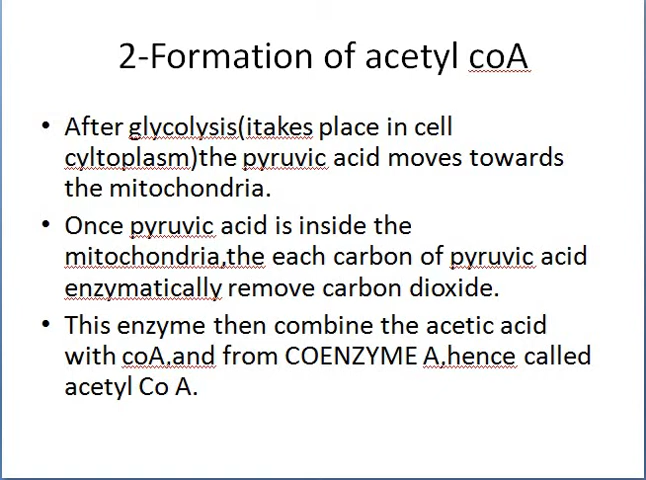 2-Formation of acetyl coA
• After glycolysis(itakes place in cell
cyltoplasm)the pyruvic acid moves towards
the mitochondria.
• Once pyruvic acid is inside the
mitochondria,the each carbon of pyruvic acid
enzymatically remove carbon dioxide.
• This enzyme then combine the acetic acid
with coA,and from COENZYME A,hence called
acetyl Co A.